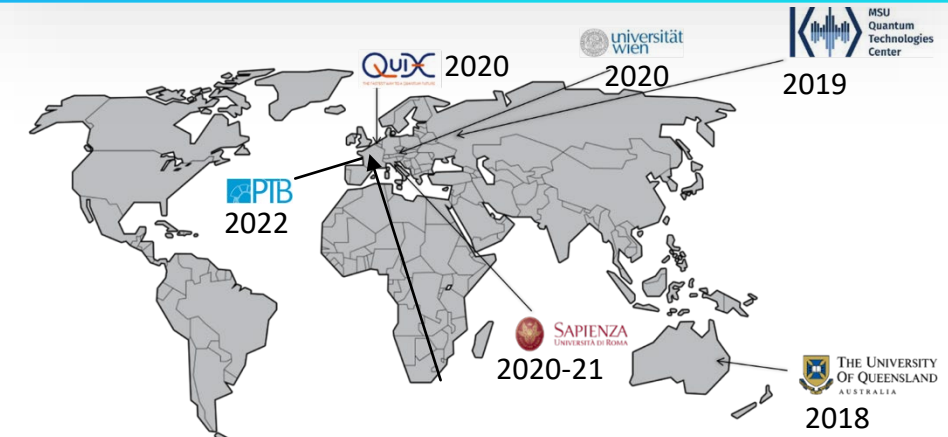 QuiX 2020
universität
wien
2020
MSU
Quantum
Technologies
Center
2019
PTB
2022
SAPIENZA
UNIVERSITÀ DI ROMA
2020-21
THE UNIVERSITY
OF QUEENSLAND
AUSTRALIA
2018